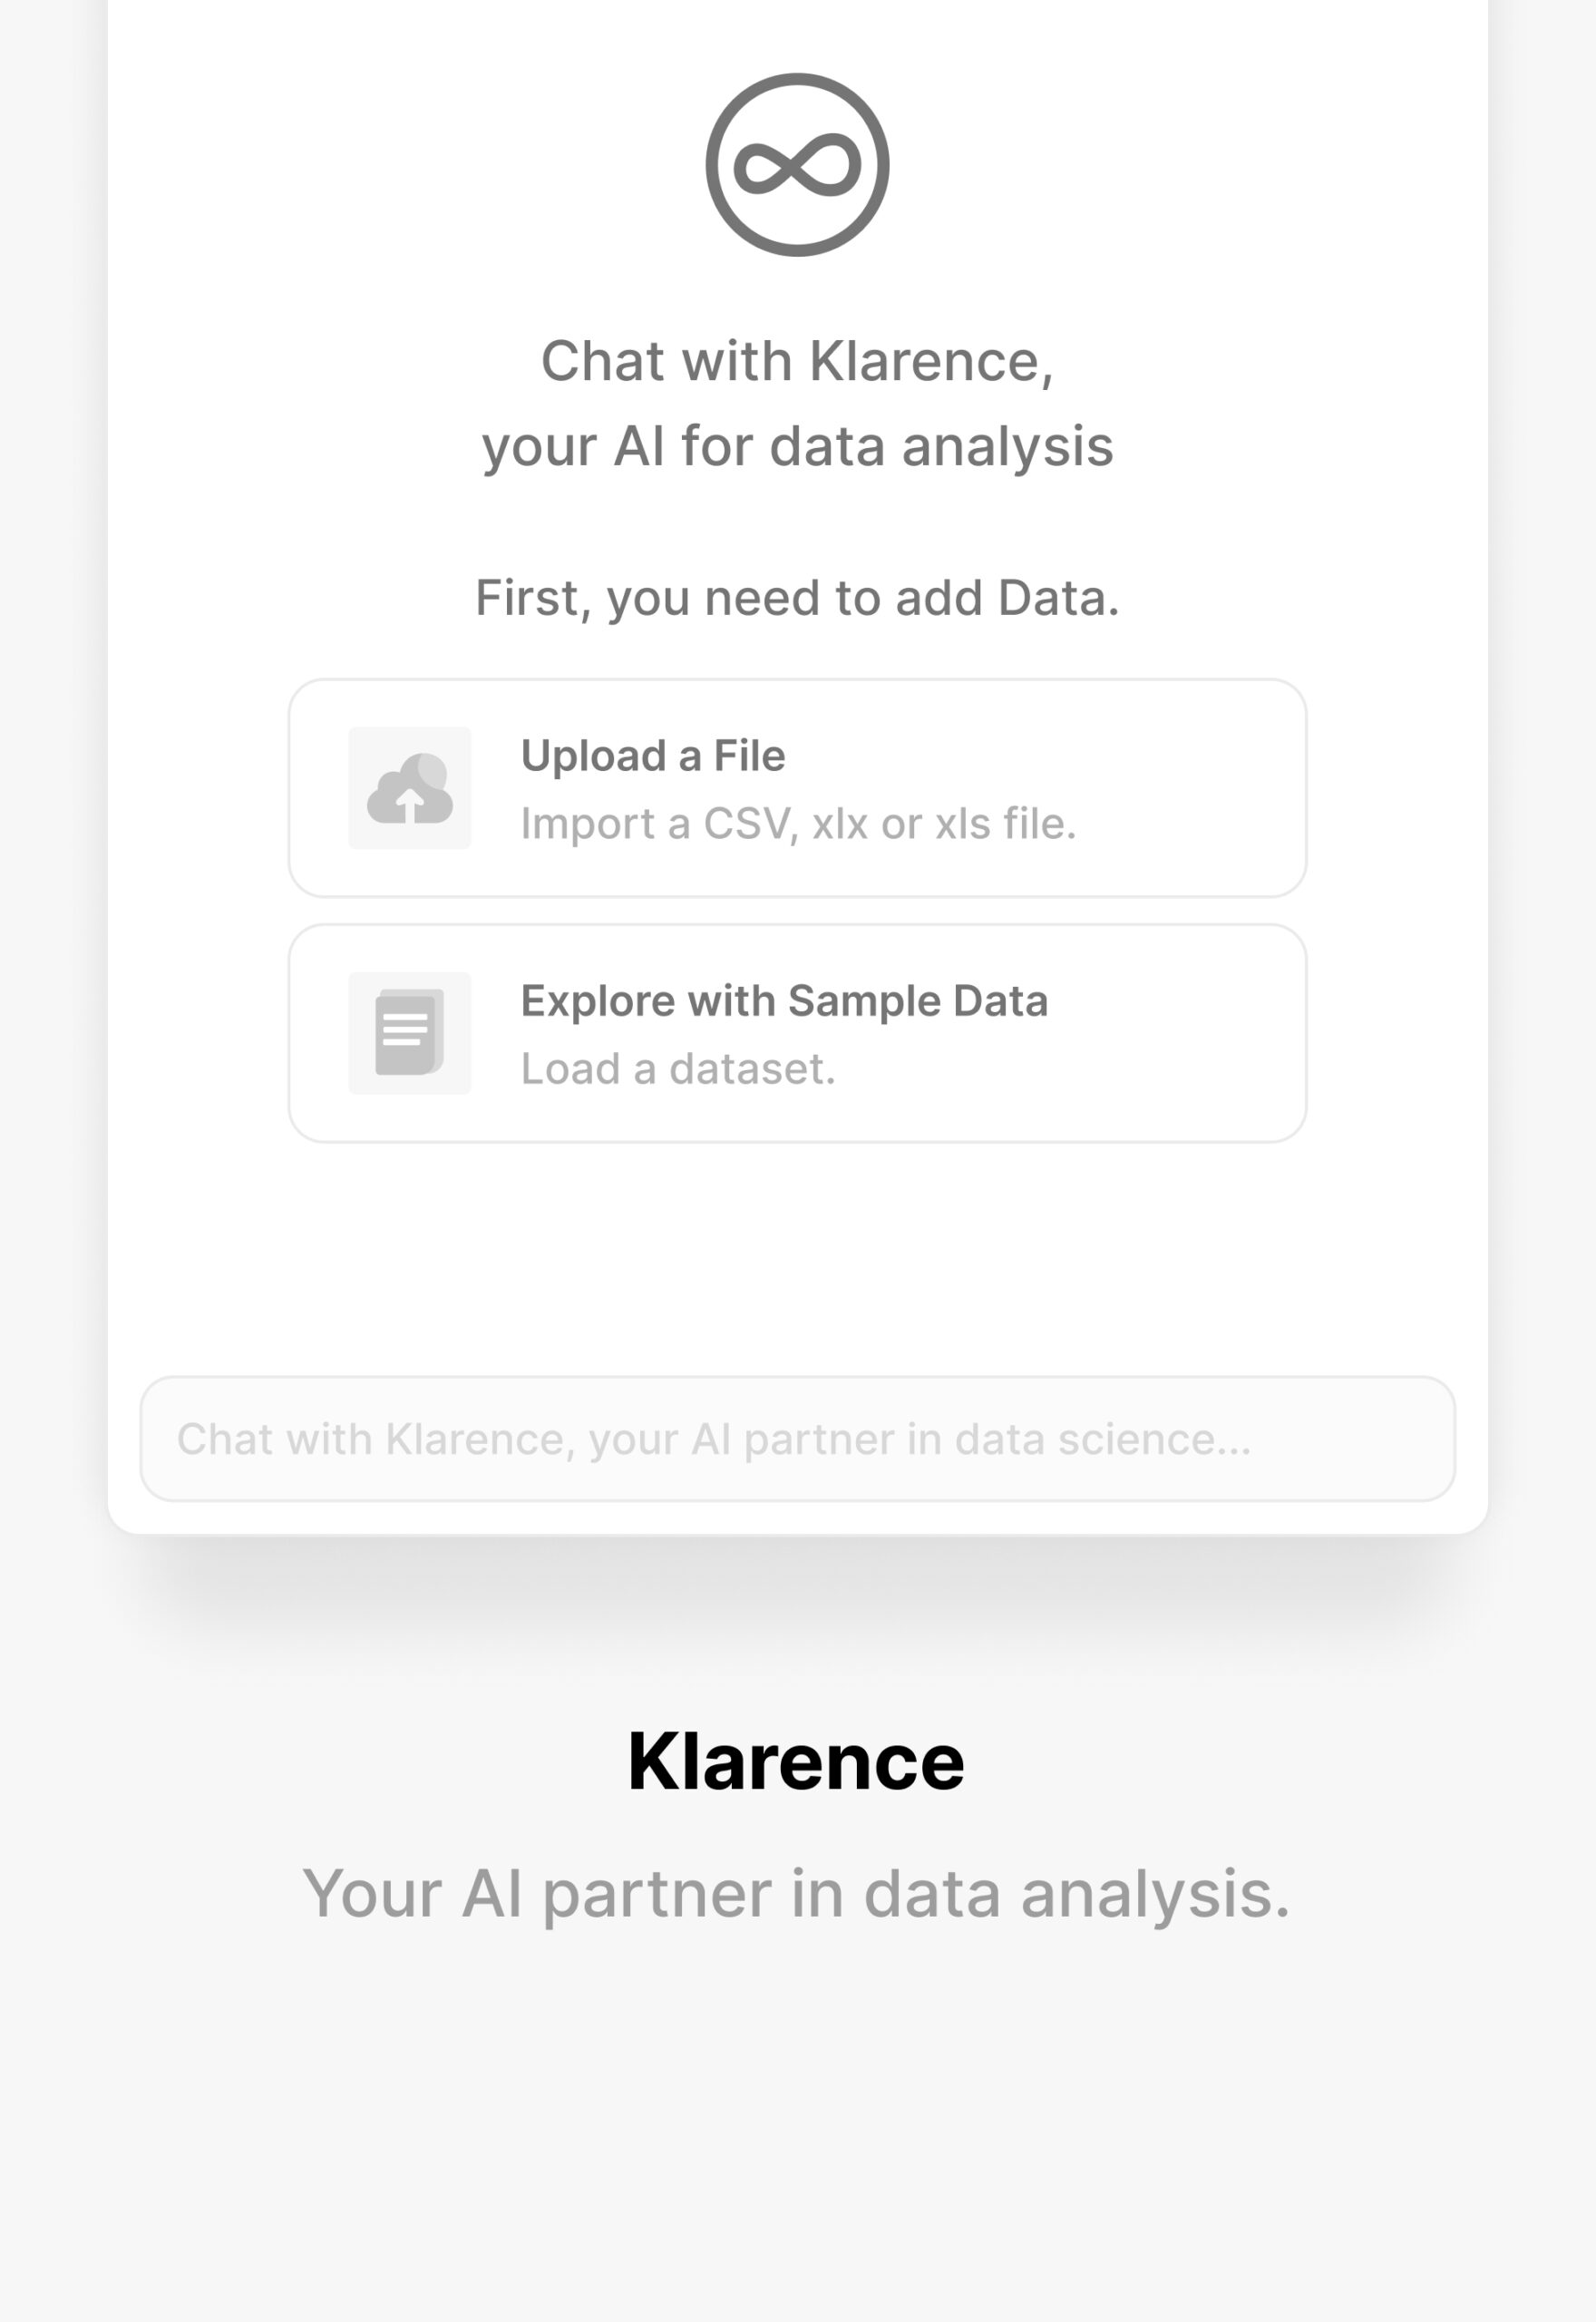 Chat with Klarence,
your AI for data analysis
First, you need to add Data.
Upload a File
Import a CSV, xlx or xls file.
Explore with Sample Data
Load a dataset.
Chat with Klarence, your AI partner in data science...
Klarence
Your AI partner in data analysis.